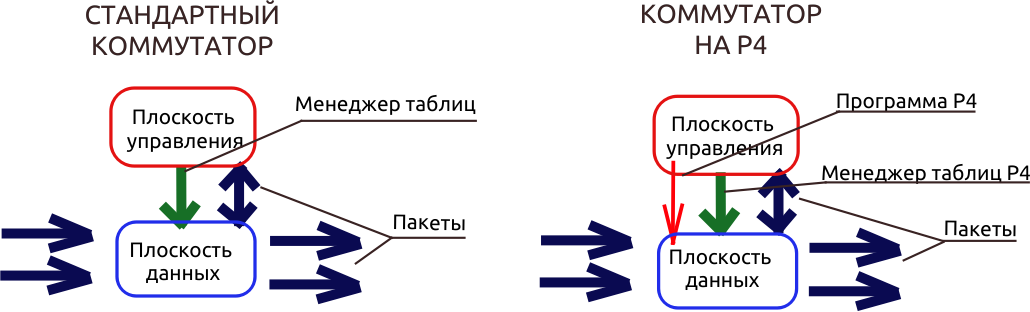 СТАНДАРТНЫЙ
КОММУТАТОР
Менеджер таблиц
Плоскость
управления
Пакеты
Плоскость
данных
КОММУТАТОР
НА P4
Программа P4
Плоскость
управления
Менеджер таблиц P4
Пакеты
Плоскость
данных